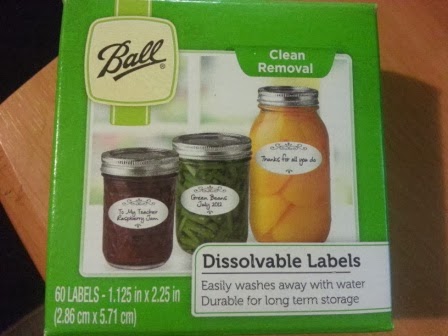 Ball®
Clean
Removal
Thanks for all you do
To My Teacher
Raspberry Jam
Green Beans
July 2012
Dissolvable Labels
Easily washes away with water
Durable for long term storage
60 LABELS - 1.125 in x 2.25 in
(2.86 cm x 5.71 cm)